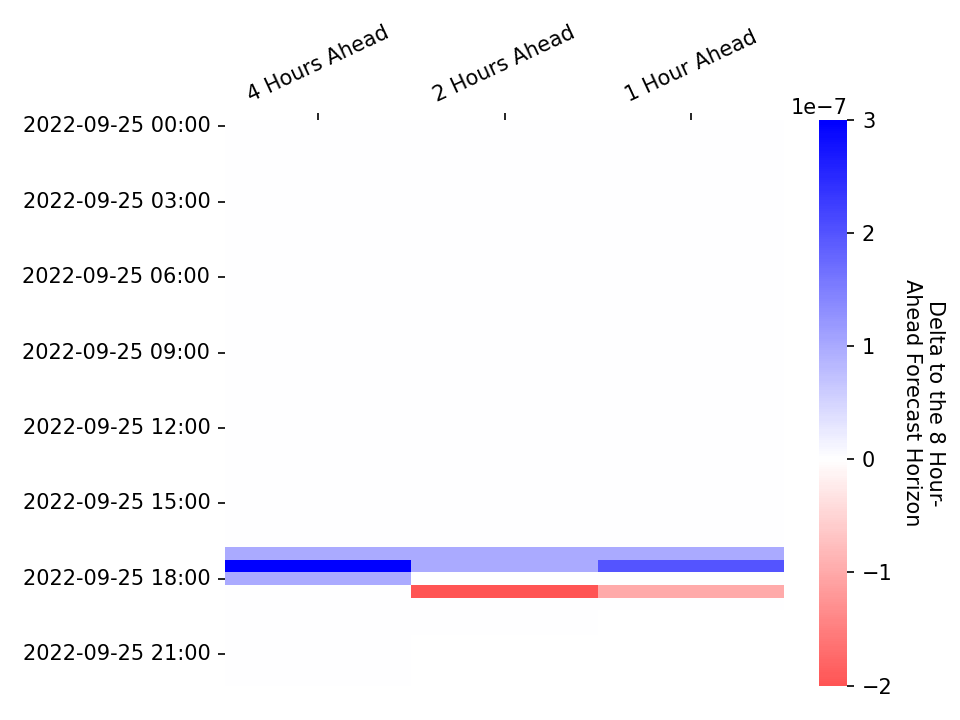 4 Hours Ahead
2 Hours Ahead
1 Hour Ahead
1e−7
2022-09-25 00:00
2022-09-25 03:00
2022-09-25 06:00
2022-09-25 09:00
2022-09-25 12:00
2022-09-25 15:00
2022-09-25 18:00
2022-09-25 21:00
3
2
1
0
−1
−2
Delta to the 8 Hour-
Ahead Forecast Horizon